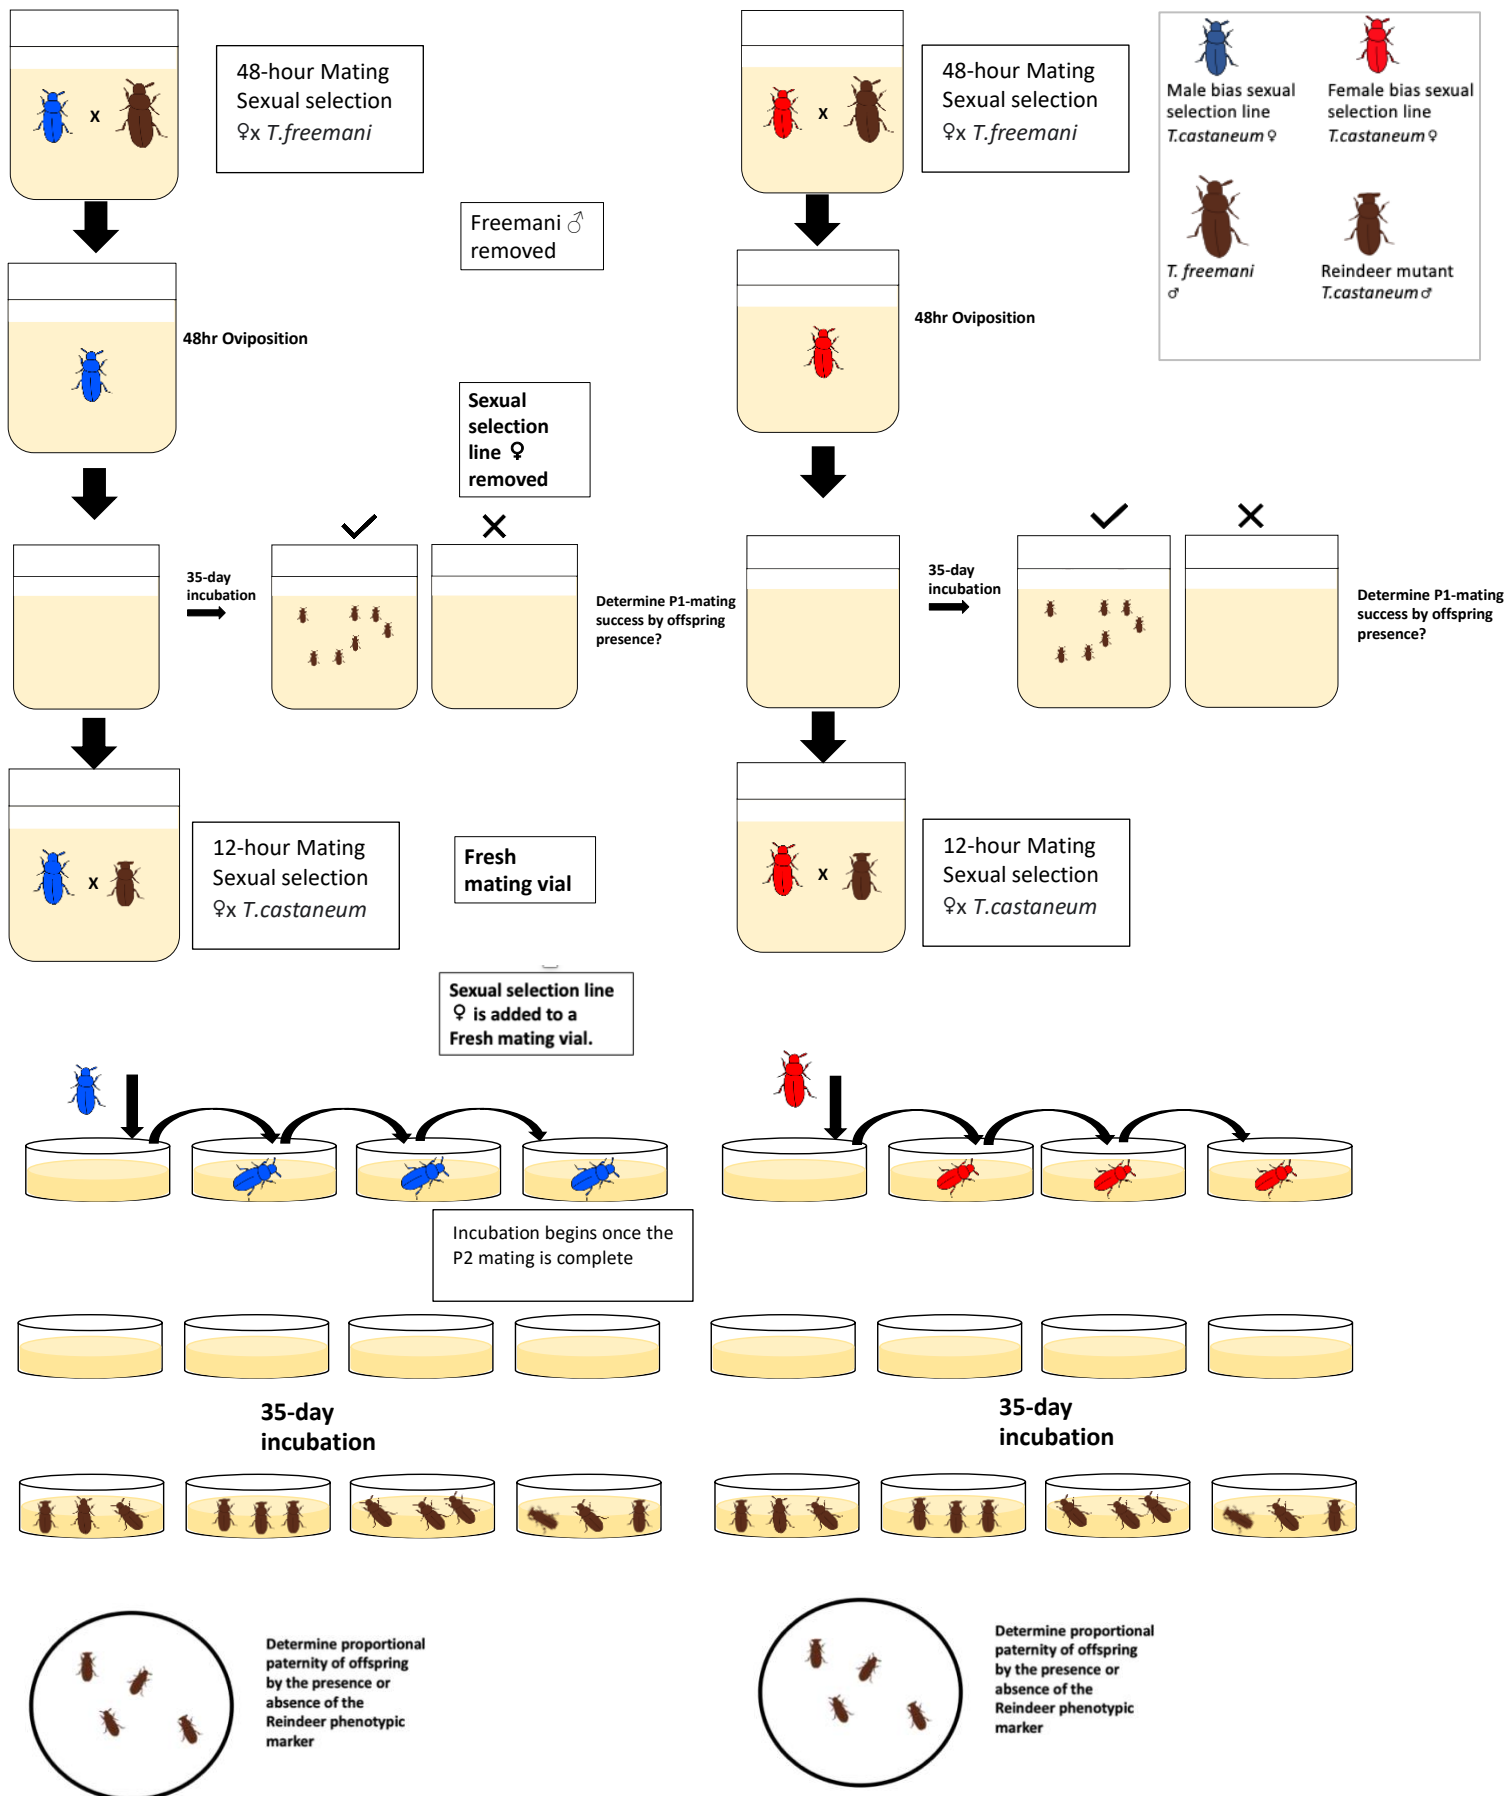 48-hour Mating
Sexual selection
♀x T.freemani
48-hour Mating
Sexual selection
♀x T.freemani
Male bias sexual
selection line
T.castaneum ♀
Female bias sexual
selection line
T.castaneum ♀
T. freemani
♂
Reindeer mutant
T.castaneum ♂
x
x
Freemani ♂
removed
48hr Oviposition
48hr Oviposition
Sexual
selection
line ♀
removed
35-day
incubation
Determine P1-mating
success by offspring
presence?
35-day
incubation
Determine P1-mating
success by offspring
presence?
x
12-hour Mating
Sexual selection
♀x T.castaneum
Fresh
mating vial
x
12-hour Mating
Sexual selection
♀x T.castaneum
Sexual selection line
♀ is added to a
Fresh mating vial.
Incubation begins once the
P2 mating is complete
35-day
incubation
35-day
incubation
Determine proportional
paternity of offspring
by the presence or
absence of the
Reindeer phenotypic
marker
Determine proportional
paternity of offspring
by the presence or
absence of the
Reindeer phenotypic
marker